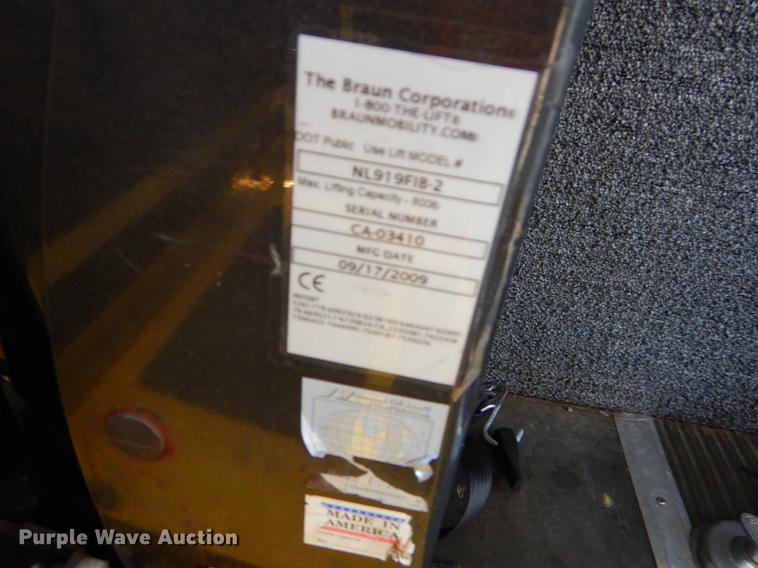 The Braun Corporation®
1-800-THE-LIFT®
BRAUNMOBILITY.COM®
DOT Public Use Lift MODEL #
NL919FIB-2
Max. Lifting Capacity - 800lb
SERIAL NUMBER
CA-03410
MFG DATE
09/17/2009
CE
PATENT
MADE IN
AMERICA
Purple Wave Auction®